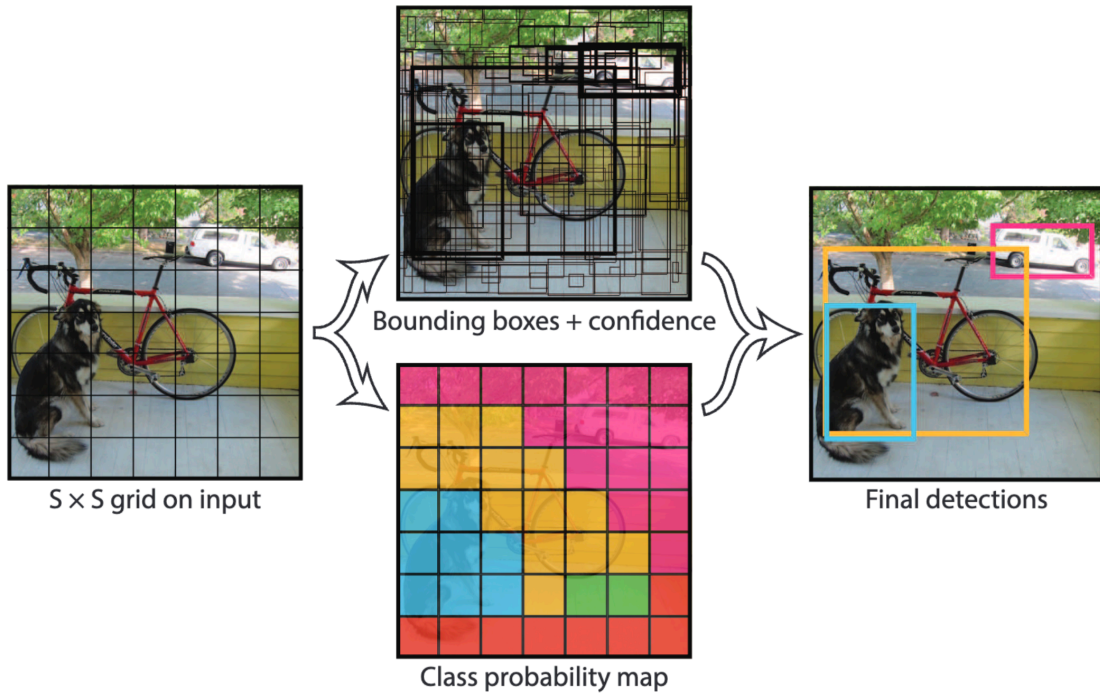 S × S grid on input
Bounding boxes + confidence
Class probability map
Final detections